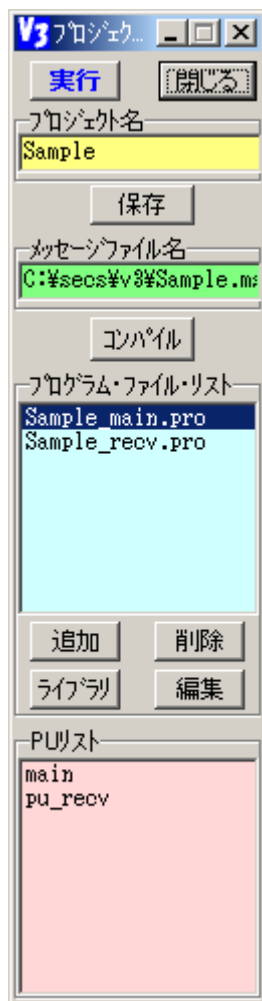 V3 プロジェク...
実行 閉じる
プロジェクト名
Sample
保存
メッセージファイル名
C:¥secs¥v3¥Sample.m
コンパイル
プログラム・ファイル・リスト
Sample_main.pro
Sample_recv.pro
追加 削除
ライブラリ 編集
PUリスト
main
pu_recv